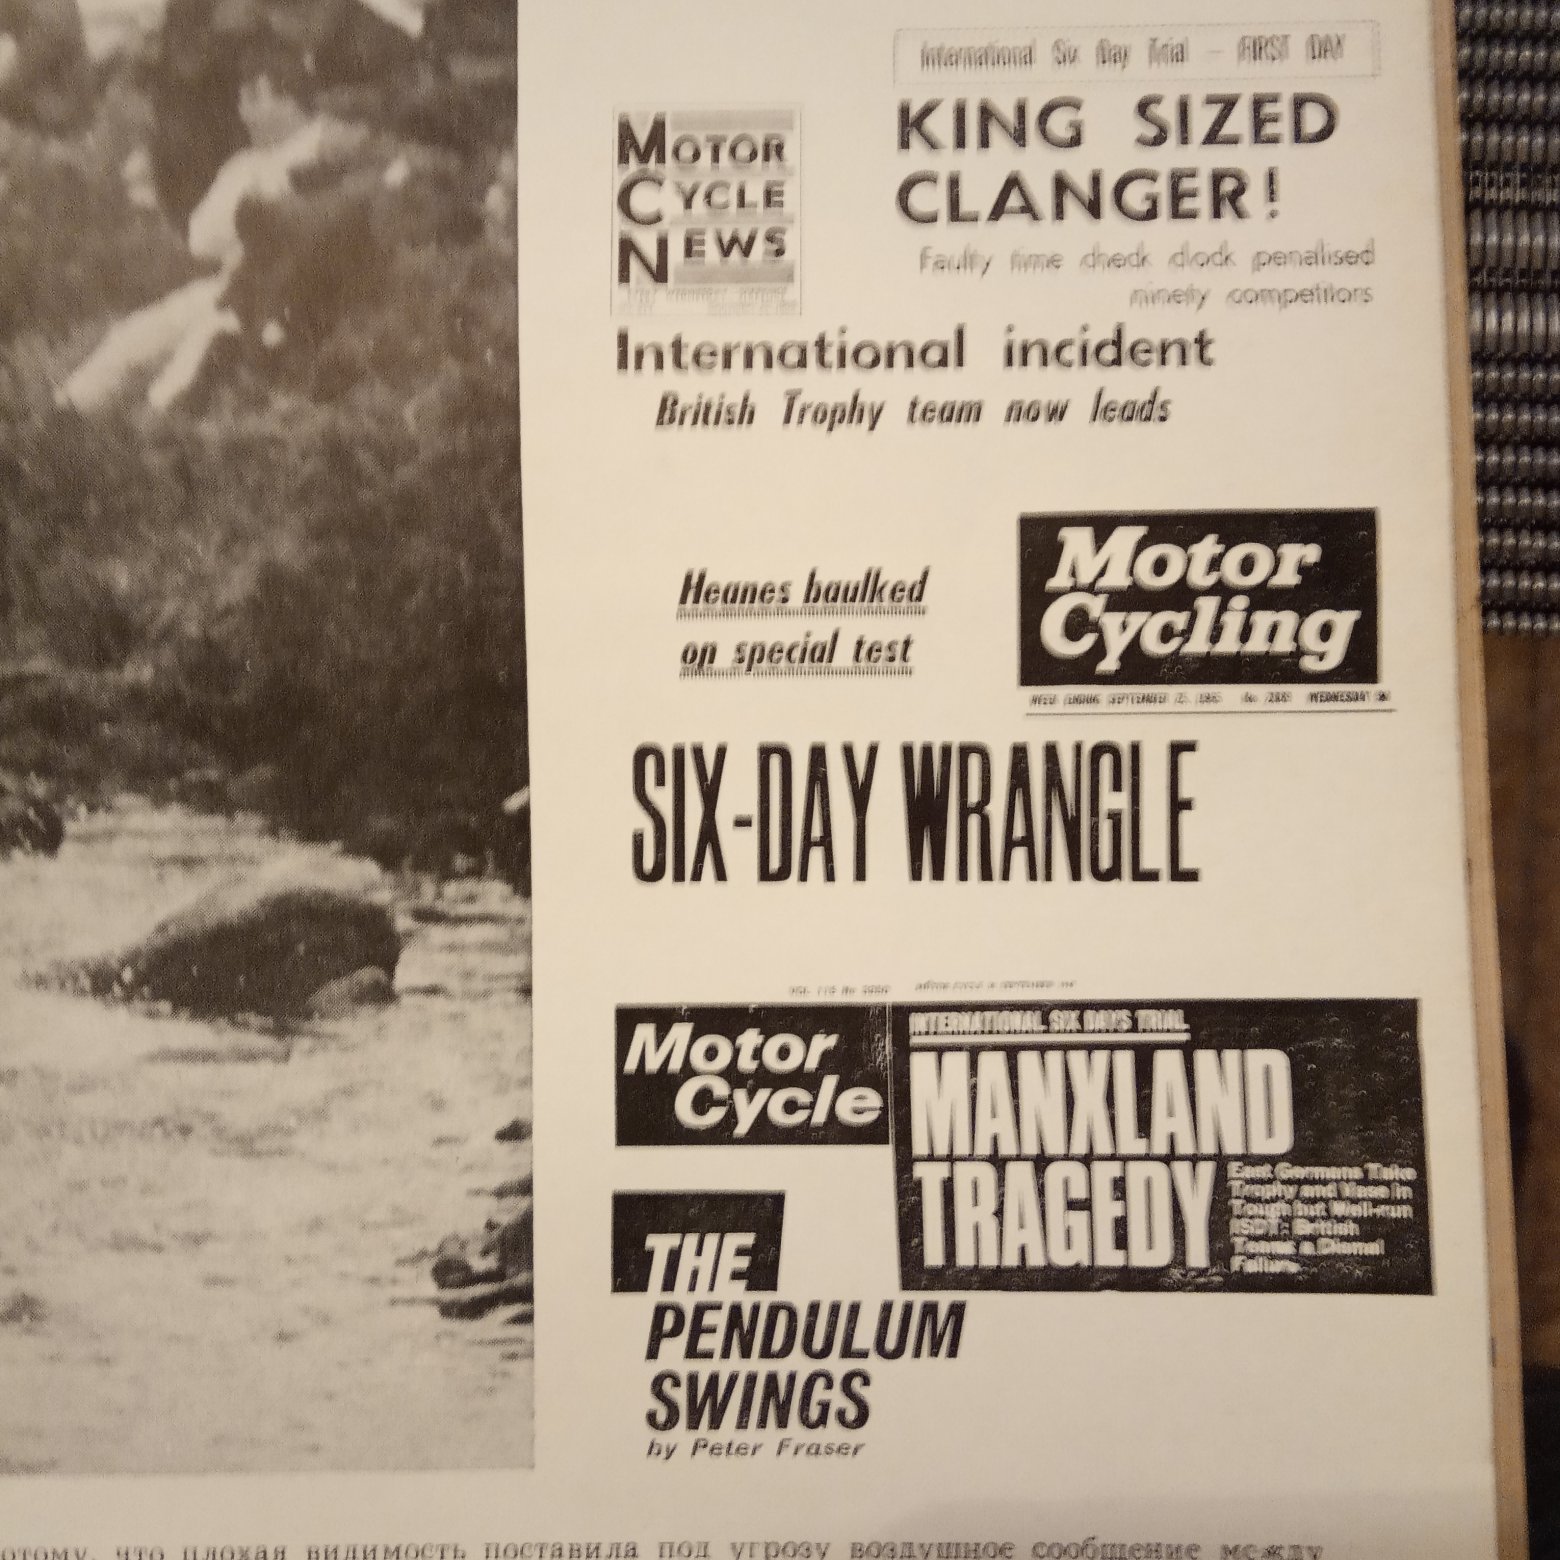 International Six Day Trial — FIRST DAY
KING SIZED
CLANGER!
Faulty time check clock penalised
ninety competitors
MOTOR
CYCLE
NEWS
International incident
British Trophy team now leads
Heanes baulked
on special test
Motor
Cycling
WEEK ENDING SEPTEMBER WEDNESDAY
SIX-DAY WRANGLE
Motor
Cycle
INTERNATIONAL SIX DAYS TRIAL
MANXLAND
TRAGEDY
East Germans Take
Trophy and Vase in
Tough but Well-run
ISDT: British
Teams a Dismal
Failure
THE
PENDULUM
SWINGS
by Peter Fraser
потому, что плохая видимость поставила под угрозу воздушное сообщение между